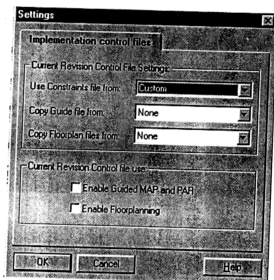 Settings
Implementation control files
Current Revision Control File Settings:
Use Constraints file from: Custom
Copy Guide file from: None
Copy Floorplan files from: None
Current Revision Control file use:
Enable Guided MAP and PAR
Enable Floorplanning
OK Cancel Help